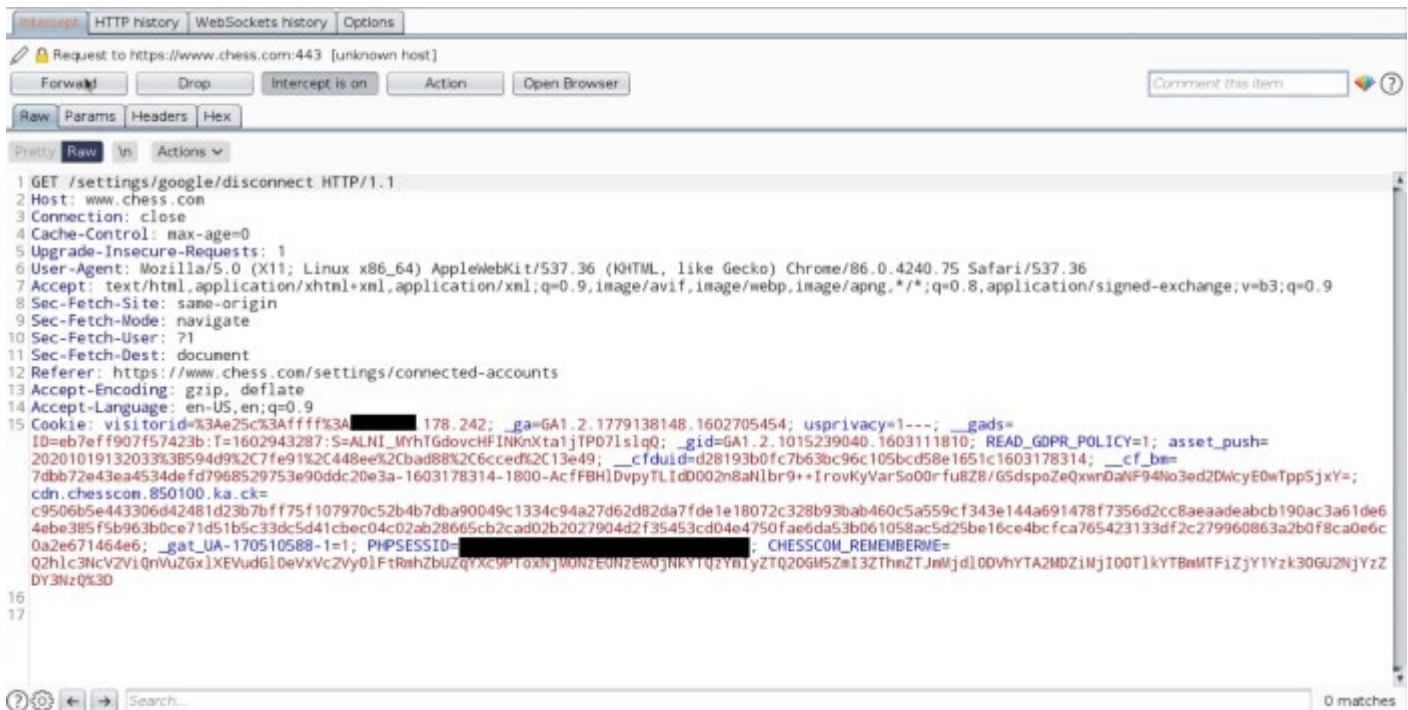 Intercept HTTP history WebSockets history Options
Request to https://www.chess.com:443 [unknown host]
Forward Drop Intercept is on Action Open Browser Comment this item ?
Raw Params Headers Hex
Pretty Raw \n Actions
1 GET /settings/google/disconnect HTTP/1.1
2 Host: www.chess.com
3 Connection: close
4 Cache-Control: max-age=0
5 Upgrade-Insecure-Requests: 1
6 User-Agent: Mozilla/5.0 (X11; Linux x86_64) AppleWebKit/537.36 (KHTML, like Gecko) Chrome/86.0.4240.75 Safari/537.36
7 Accept: text/html,application/xhtml+xml,application/xml;q=0.9,image/avif,image/webp,image/apng,*/*;q=0.8,application/signed-exchange;v=b3;q=0.9
8 Sec-Fetch-Site: same-origin
9 Sec-Fetch-Mode: navigate
10 Sec-Fetch-User: ?1
11 Sec-Fetch-Dest: document
12 Referer: https://www.chess.com/settings/connected-accounts
13 Accept-Encoding: gzip, deflate
14 Accept-Language: en-US,en;q=0.9
15 Cookie: visitorid=%3Ae25c%3Affff%3A .178.242; _ga=GA1.2.1779138148.1602705454; usprivacy=1---; __gads=
ID=eb7eff907f57423b:T=1602943287: _gid=GA1.2.1015239040.1603111810; READ_GDPR_POLICY=1; asset_push=
20201019132033%3B594d9%2C7fe91%2C448ee%2Cbad88%2C6cced%2C13e49; __cfduid=d28193b0fc7b63bc96c105bcd58e1651c1603178314; __cf_bm=
cdn.chesscom.850100.ka.ck=
_gat_UA-170510588-1=1; PHPSESSID= ; CHESSCOM_REMEMBERME=
16
17
? Search... 0 matches